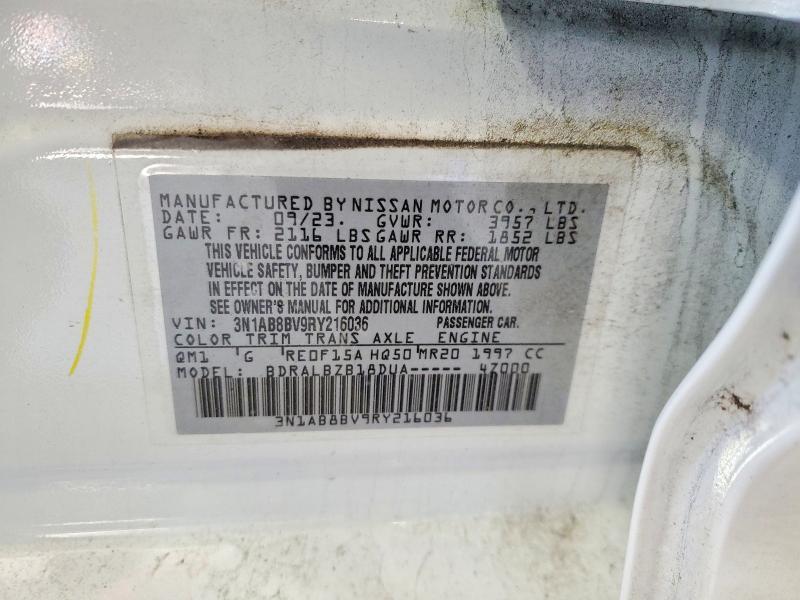 MANUFACTURED BY NISSAN MOTOR CO., LTD.
DATE: 09/23. GVWR: 3957 LBS
GAWR FR: 2116 LBS GAWR RR: 1852 LBS
THIS VEHICLE CONFORMS TO ALL APPLICABLE FEDERAL MOTOR
VEHICLE SAFETY, BUMPER AND THEFT PREVENTION STANDARDS
IN EFFECT ON THE DATE OF MANUFACTURE SHOWN ABOVE.
SEE OWNER'S MANUAL FOR ADDITIONAL INFORMATION.
VIN: 3N1AB8BV9RY216036 PASSENGER CAR.
COLOR TRIM TRANS AXLE ENGINE
QM1 G RE0F15A HQ50 MR20 1997 CC
MODEL: BDRALBZB18DUA----- 47000
3N1AB8BV9RY216036